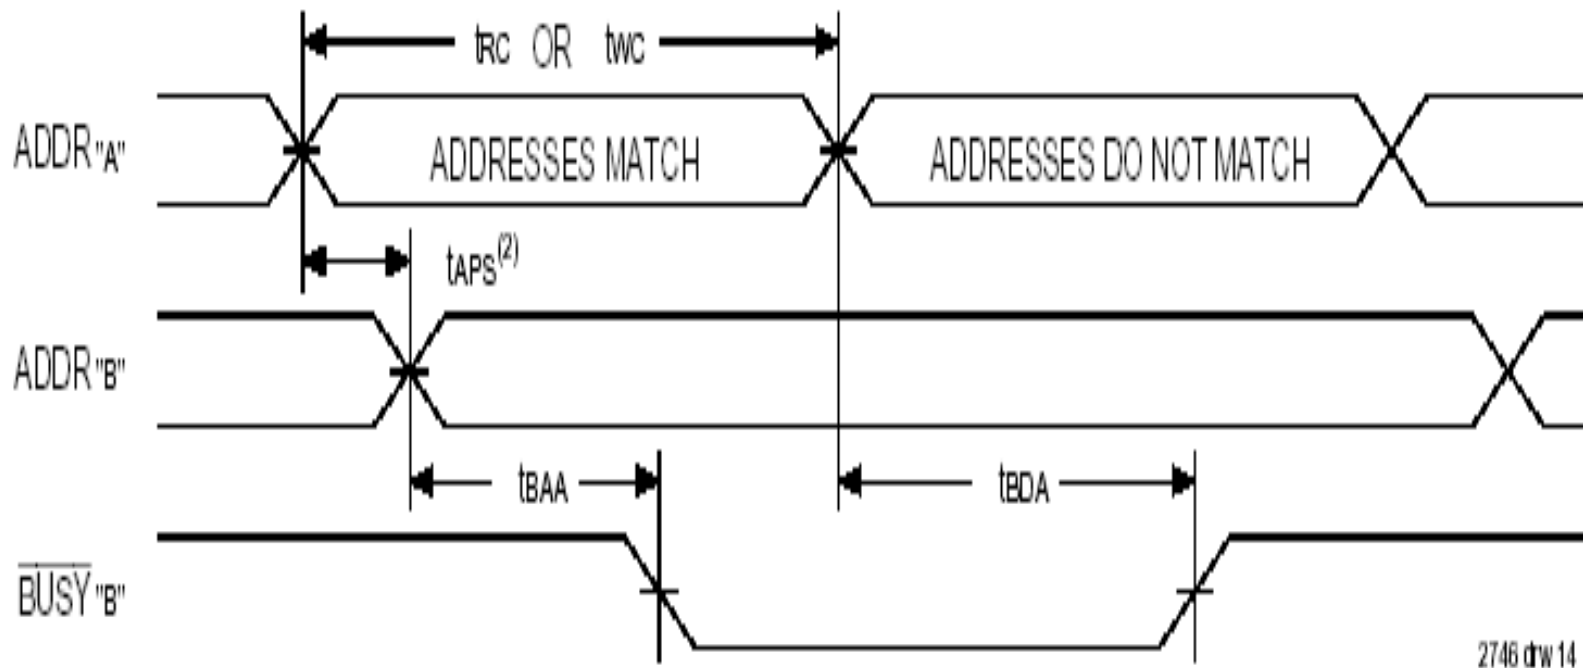 tRC OR tWC
ADDR"A"
ADDRESSES MATCH
ADDRESSES DO NOT MATCH
tAPS(2)
ADDR"B"
tBAA
tBDA
BUSY"B"
2746 drw 14